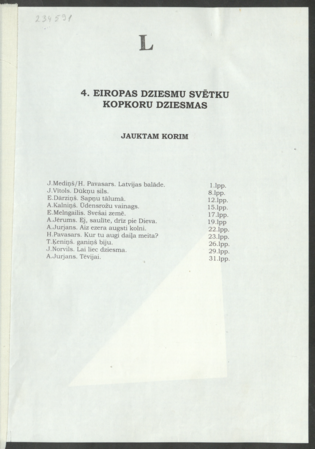 L
4. EIROPAS DZIESMU SVĒTKU
KOPKORU DZIESMAS
JAUKTAM KORIM
J.Mediņš/H. Pavasars. Latvijas balāde. 1.lpp.
J.Vītols. Dūkņu sils. 8.lpp.
E.Dārziņš. Sapņu tālumā. 12.lpp.
A.Kalniņš. Ūdensrožu vainags. 15.lpp.
E.Melngailis. Svešai zemē. 17.lpp.
A.Jērums. Ej, saulīte, drīz pie Dieva. 19.lpp
A.Jurjans. Aiz ezera augsti kolni. 22.lpp.
H.Pavasars. Kur tu augi daiļa meita? 23.lpp.
T.Ķeniņš. ganiņš biju. 26.lpp.
J.Norvils. Lai liec dziesma. 29.lpp.
A.Jurjans. Tēvijai. 31.lpp.